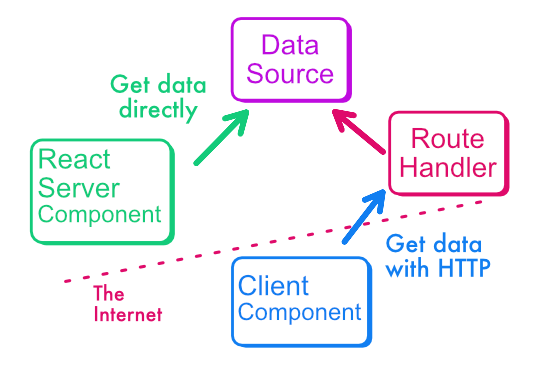 Data
Source
Get data
directly
Route
Handler
React
Server
Component
Get data
with HTTP
The
Internet
Client
Component